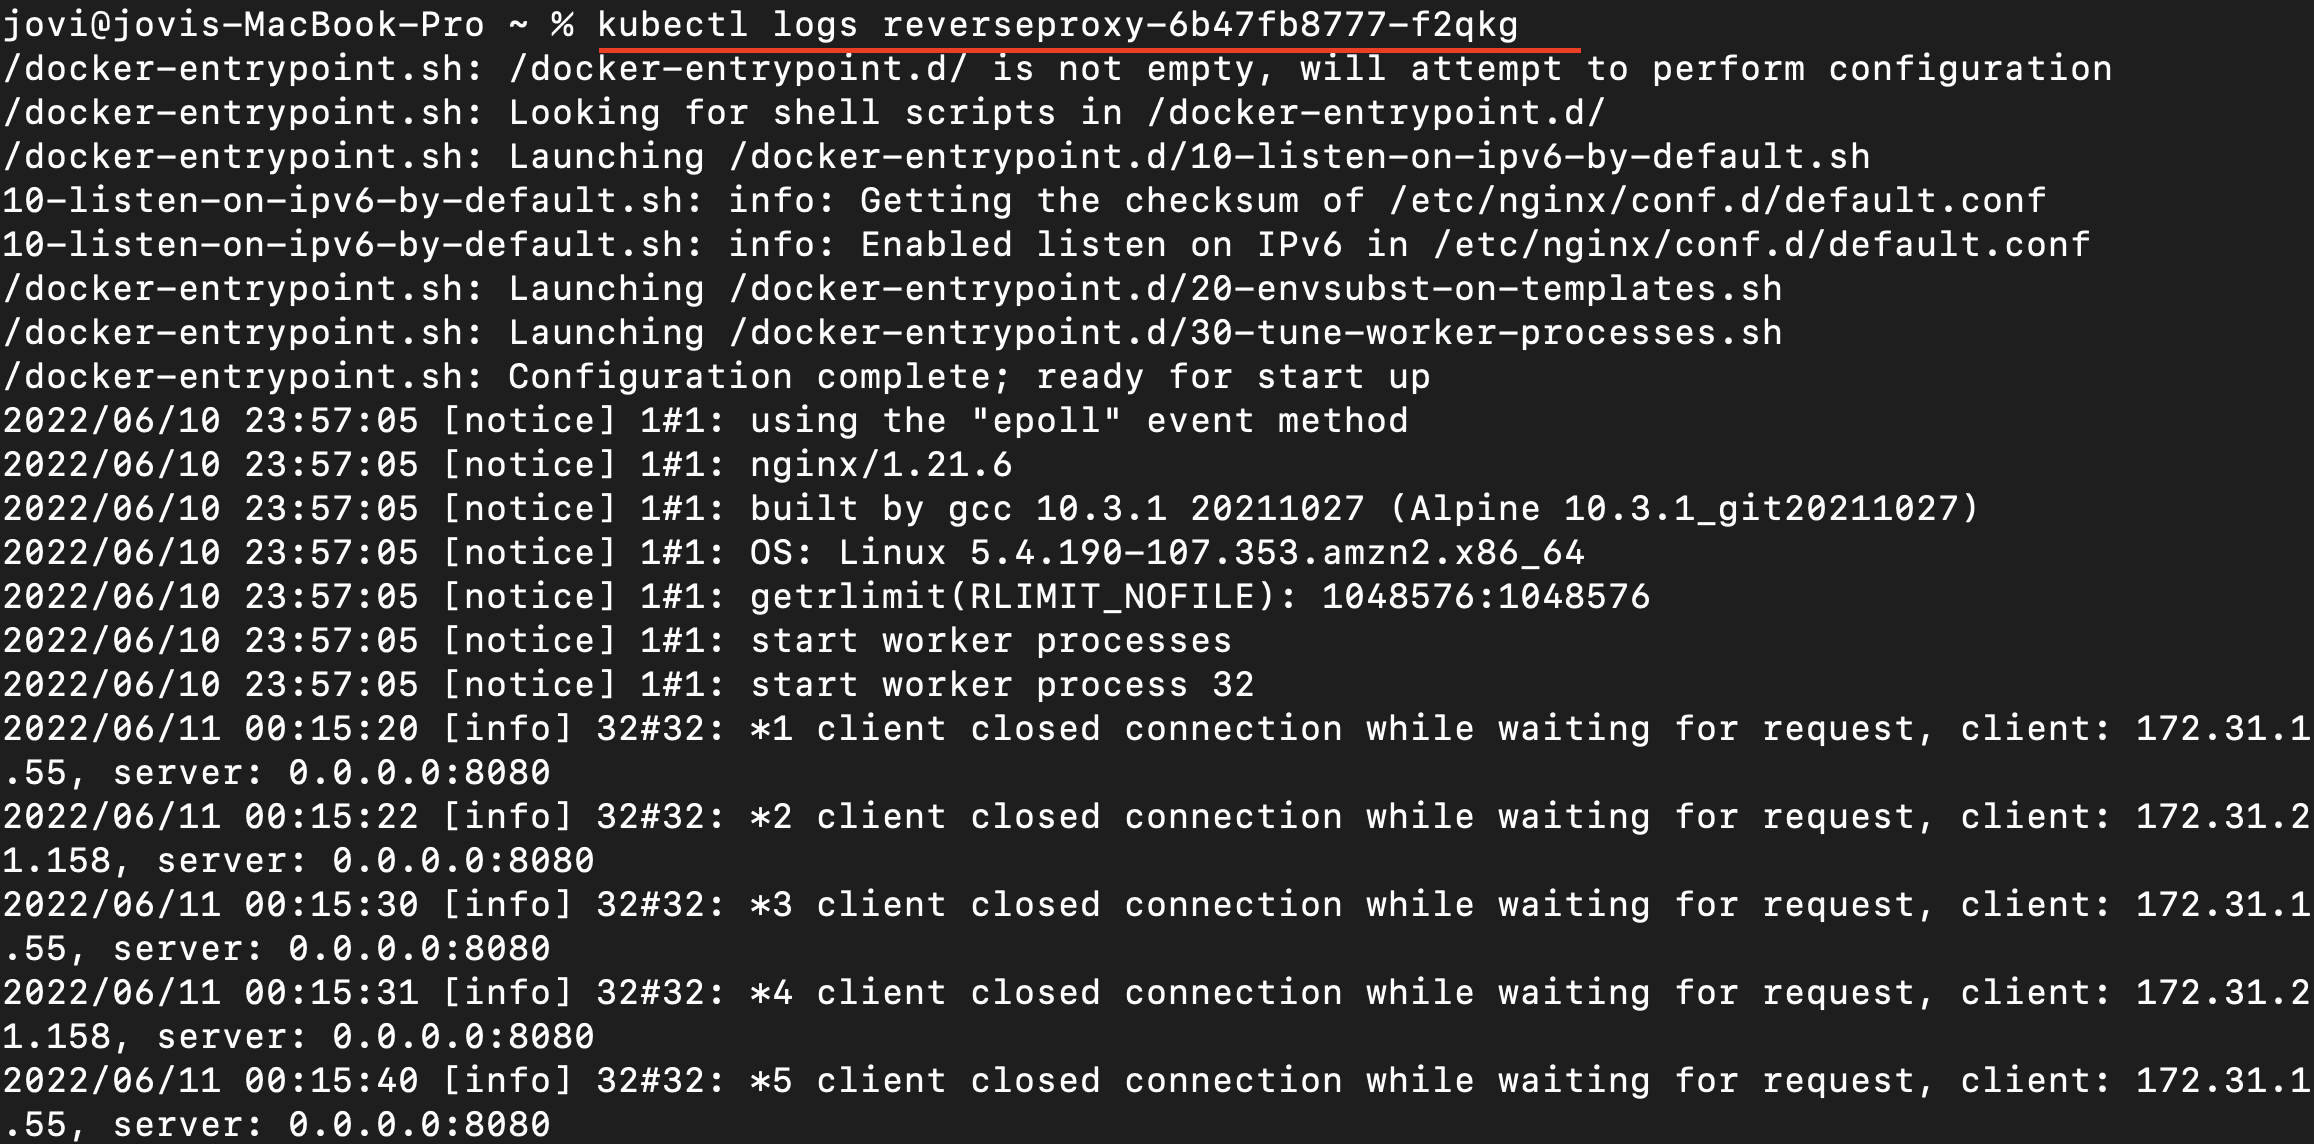 jovi@jovis-MacBook-Pro ~ % kubectl logs reverseproxy-6b47fb8777-f2qkg
/docker-entrypoint.sh: /docker-entrypoint.d/ is not empty, will attempt to perform configuration
/docker-entrypoint.sh: Looking for shell scripts in /docker-entrypoint.d/
/docker-entrypoint.sh: Launching /docker-entrypoint.d/10-listen-on-ipv6-by-default.sh
10-listen-on-ipv6-by-default.sh: info: Getting the checksum of /etc/nginx/conf.d/default.conf
10-listen-on-ipv6-by-default.sh: info: Enabled listen on IPv6 in /etc/nginx/conf.d/default.conf
/docker-entrypoint.sh: Launching /docker-entrypoint.d/20-envsubst-on-templates.sh
/docker-entrypoint.sh: Launching /docker-entrypoint.d/30-tune-worker-processes.sh
/docker-entrypoint.sh: Configuration complete; ready for start up
2022/06/10 23:57:05 [notice] 1#1: using the "epoll" event method
2022/06/10 23:57:05 [notice] 1#1: nginx/1.21.6
2022/06/10 23:57:05 [notice] 1#1: built by gcc 10.3.1 20211027 (Alpine 10.3.1_git20211027)
2022/06/10 23:57:05 [notice] 1#1: OS: Linux 5.4.190-107.353.amzn2.x86_64
2022/06/10 23:57:05 [notice] 1#1: getrlimit(RLIMIT_NOFILE): 1048576:1048576
2022/06/10 23:57:05 [notice] 1#1: start worker processes
2022/06/10 23:57:05 [notice] 1#1: start worker process 32
2022/06/11 00:15:20 [info] 32#32: *1 client closed connection while waiting for request, client: 172.31.1
.55, server: 0.0.0.0:8080
2022/06/11 00:15:22 [info] 32#32: *2 client closed connection while waiting for request, client: 172.31.2
1.158, server: 0.0.0.0:8080
2022/06/11 00:15:30 [info] 32#32: *3 client closed connection while waiting for request, client: 172.31.1
.55, server: 0.0.0.0:8080
2022/06/11 00:15:31 [info] 32#32: *4 client closed connection while waiting for request, client: 172.31.2
1.158, server: 0.0.0.0:8080
2022/06/11 00:15:40 [info] 32#32: *5 client closed connection while waiting for request, client: 172.31.1
.55, server: 0.0.0.0:8080